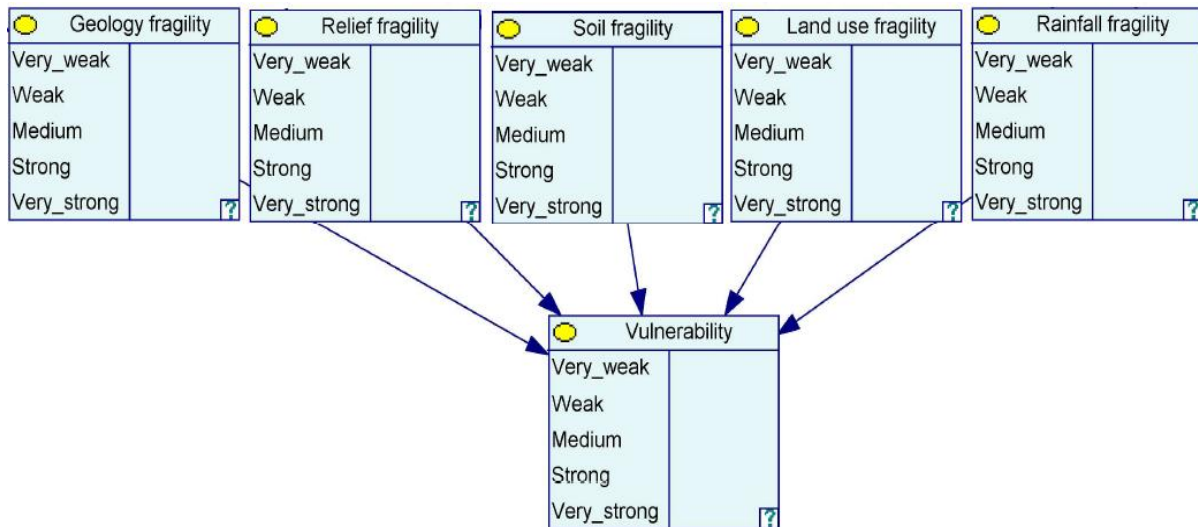 Geology fragility
Very_weak
Weak
Medium
Strong
Very_strong
?
Relief fragility
Very_weak
Weak
Medium
Strong
Very_strong
?
Soil fragility
Very_weak
Weak
Medium
Strong
Very_strong
?
Land use fragility
Very_weak
Weak
Medium
Strong
Very_strong
?
Rainfall fragility
Very_weak
Weak
Medium
Strong
Very_strong
?
Vulnerability
Very_weak
Weak
Medium
Strong
Very_strong
?